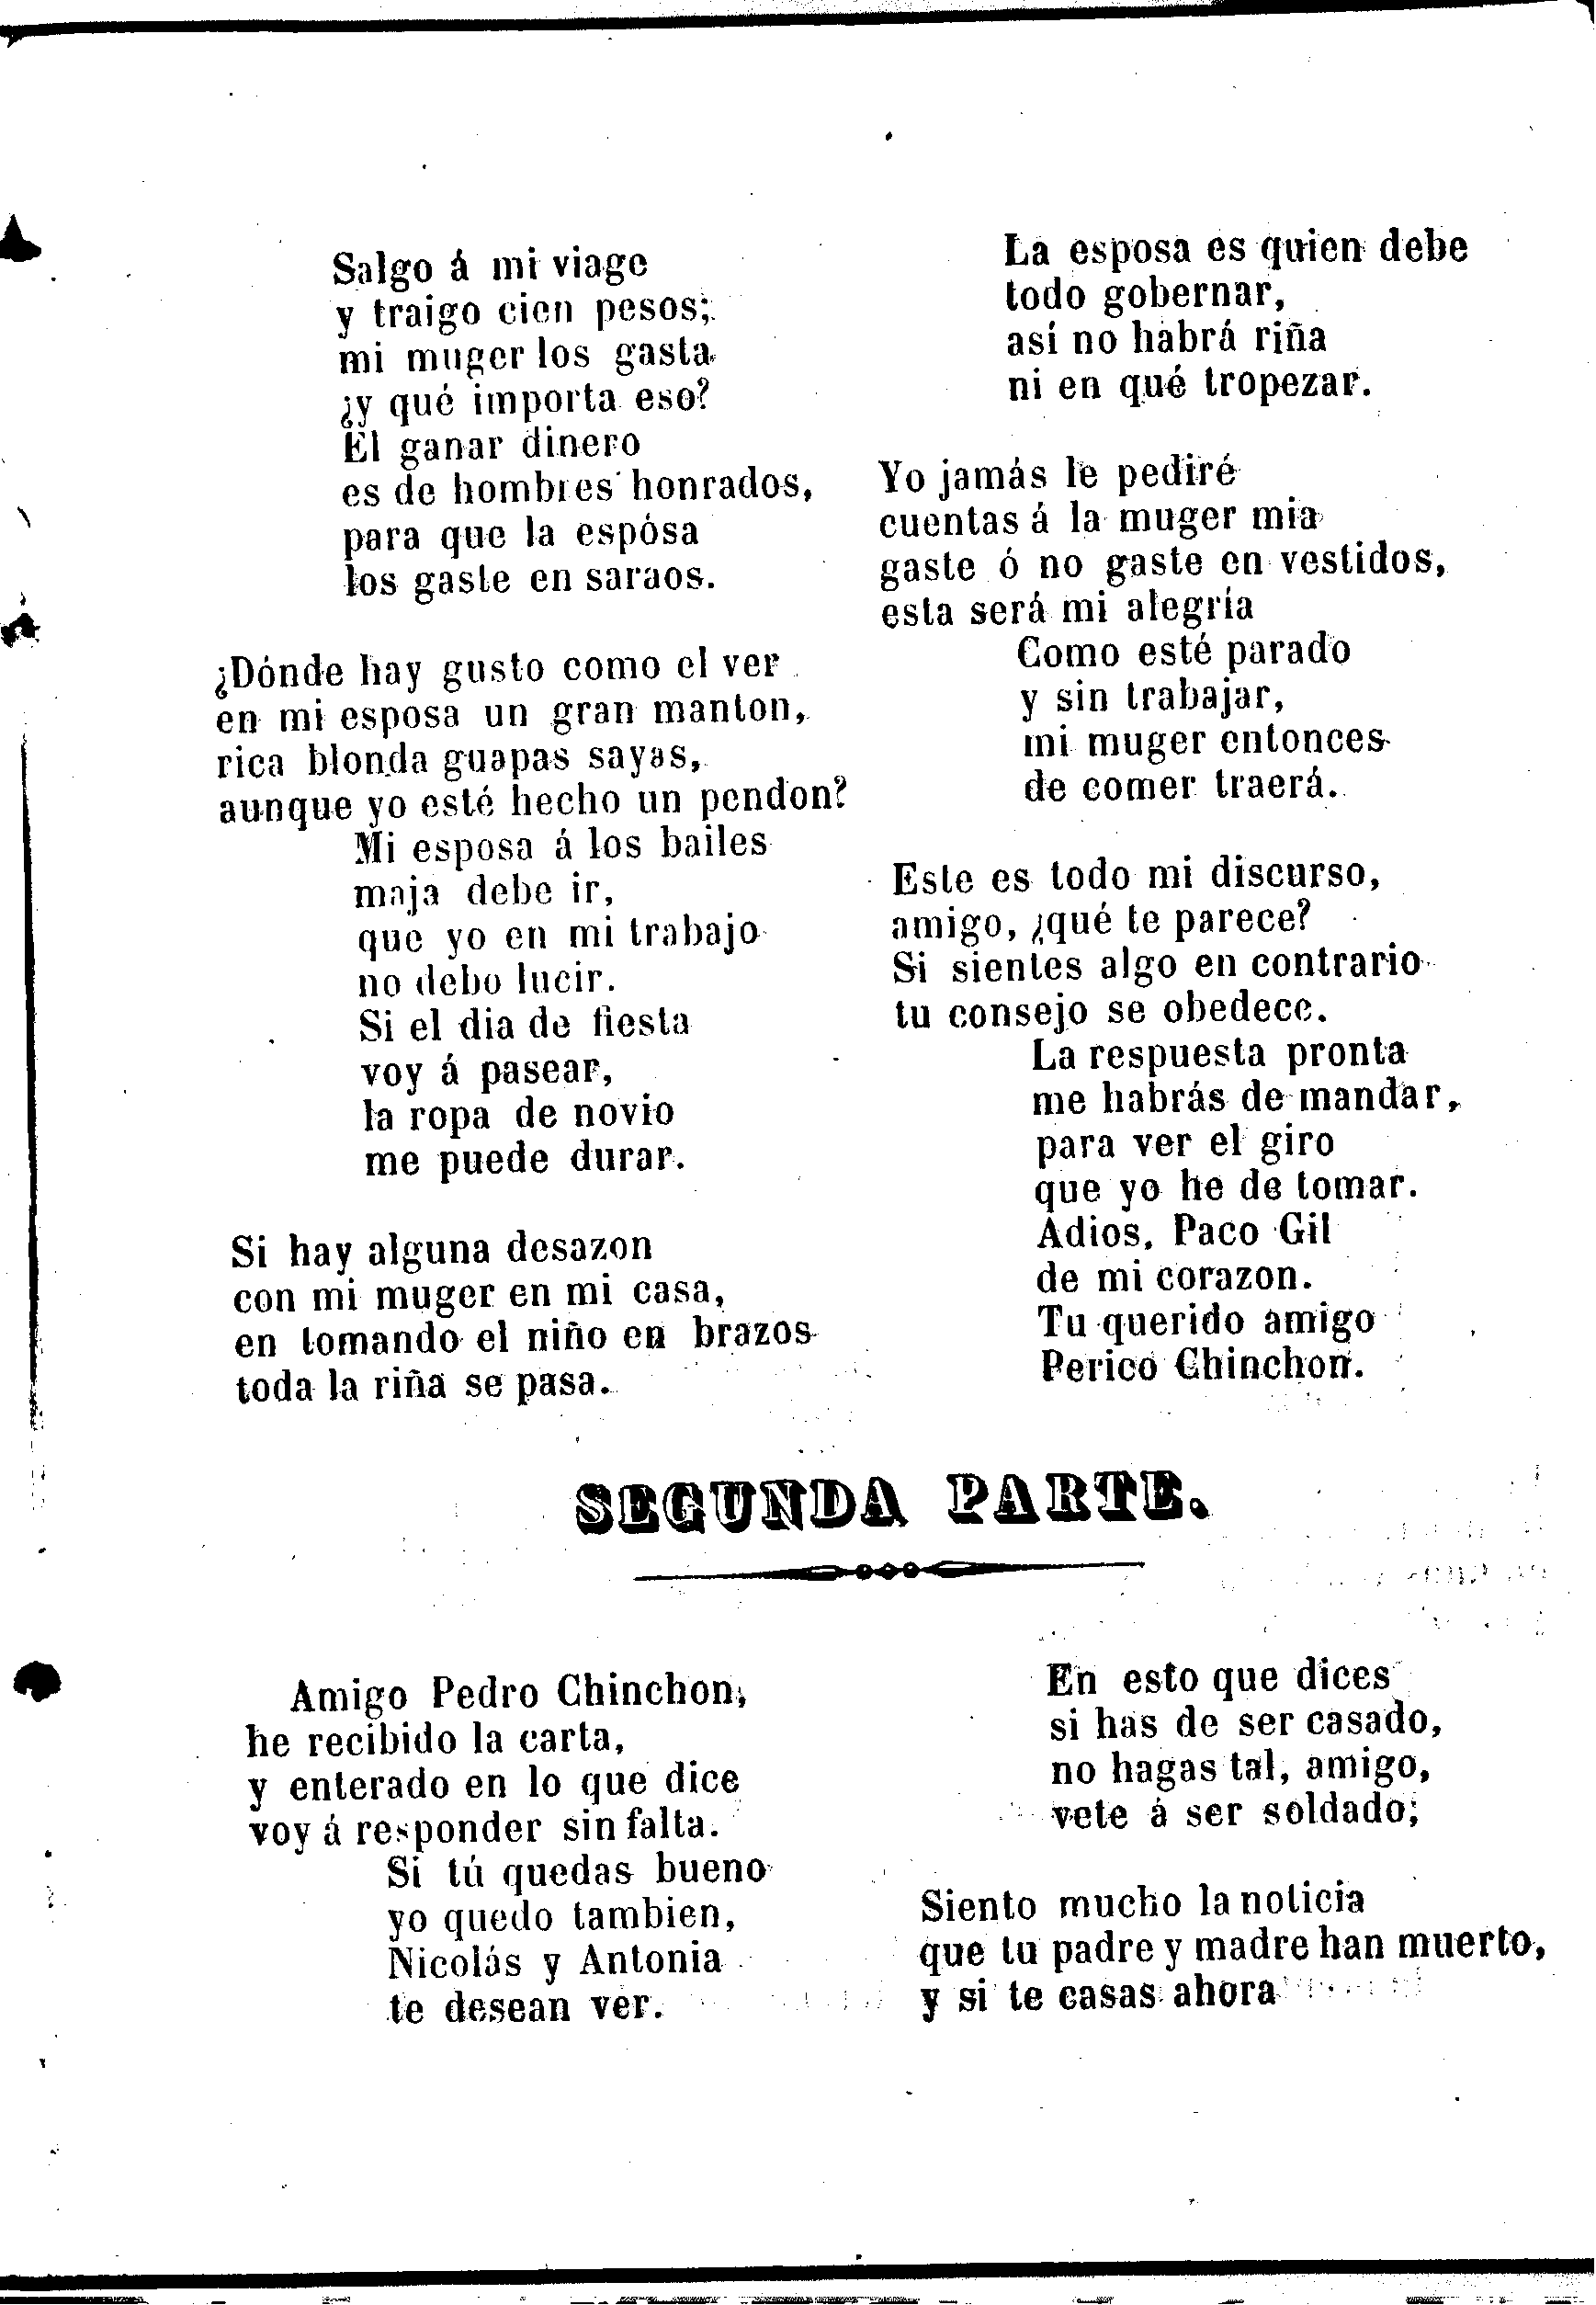 Salgo á mi viage
y traigo cien pesos;
mi muger los gasta
¿y qué importa eso?
El ganar dinero
es de hombres honrados,
para que la espósa
los gaste en saraos.
¿Dónde hay gusto como el ver
en mi esposa un gran manton,
rica blonda guapas sayas,
aunque yo esté hecho un pendon?
Mi esposa á los bailes
maja debe ir,
que yo en mi trabajo
no debo lucir.
Si el dia de fiesta
voy á pasear,
la ropa de novio
me puede durar.
Si hay alguna desazon
con mi muger en mi casa,
en tomando el niño en brazos
toda la riña se pasa.
La esposa es quien debe
todo gobernar,
así no habrá riña
ni en qué tropezar.
Yo jamás le pediré
cuentas á la muger mia
gaste ó no gaste en vestidos,
esta será mi alegría
Como esté parado
y sin trabajar,
mi muger entonces
de comer traerá.
Este es todo mi discurso,
amigo, ¿qué te parece?
Si sientes algo en contrario
tu consejo se obedece.
La respuesta pronta
me habrás de mandar,
para ver el giro
que yo he de tomar.
Adios, Paco Gil
de mi corazon.
Tu querido amigo
Perico Chinchon.
SEGUNDA PARTE.
Amigo Pedro Chinchon,
he recibido la carta,
y enterado en lo que dice
voy á responder sin falta.
Si tú quedas bueno
yo quedo tambien,
Nicolás y Antonia
te desean ver.
En esto que dices
si has de ser casado,
no hagas tal, amigo,
vete á ser soldado;
Siento mucho la noticia
que tu padre y madre han muerto,
y si te casas ahora